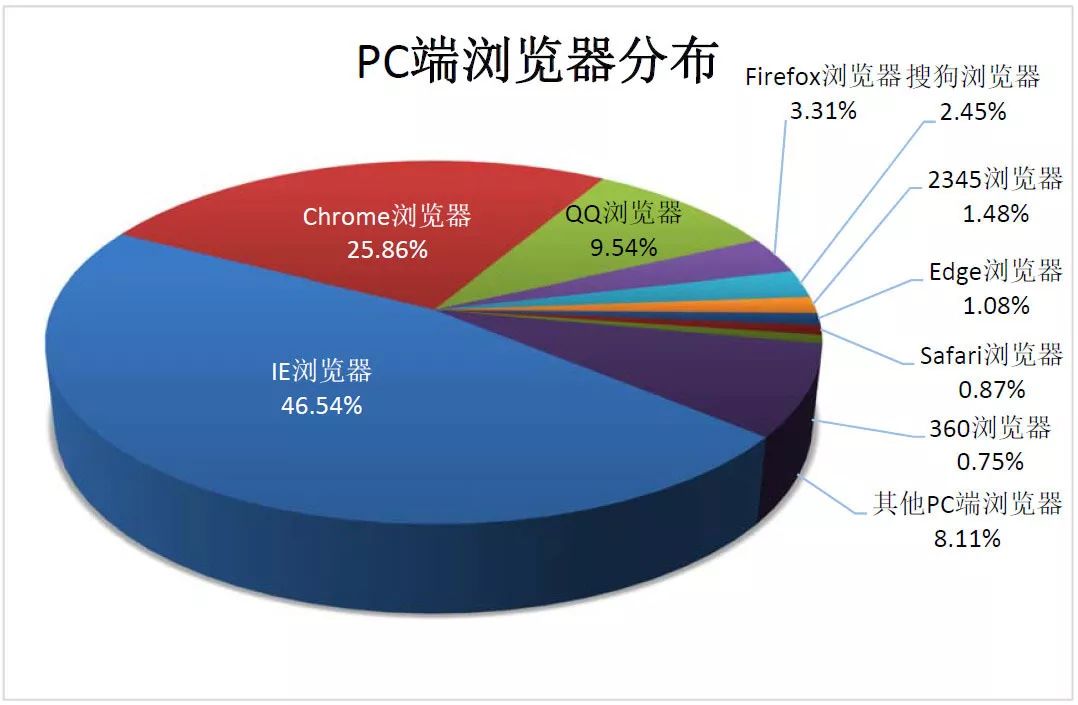 PC端浏览器分布
Firefox浏览器
3.31%
搜狗浏览器
2.45%
2345浏览器
1.48%
Chrome浏览器
25.86%
QQ浏览器
9.54%
Edge浏览器
1.08%
Safari浏览器
0.87%
IE浏览器
46.54%
360浏览器
0.75%
其他PC端浏览器
8.11%